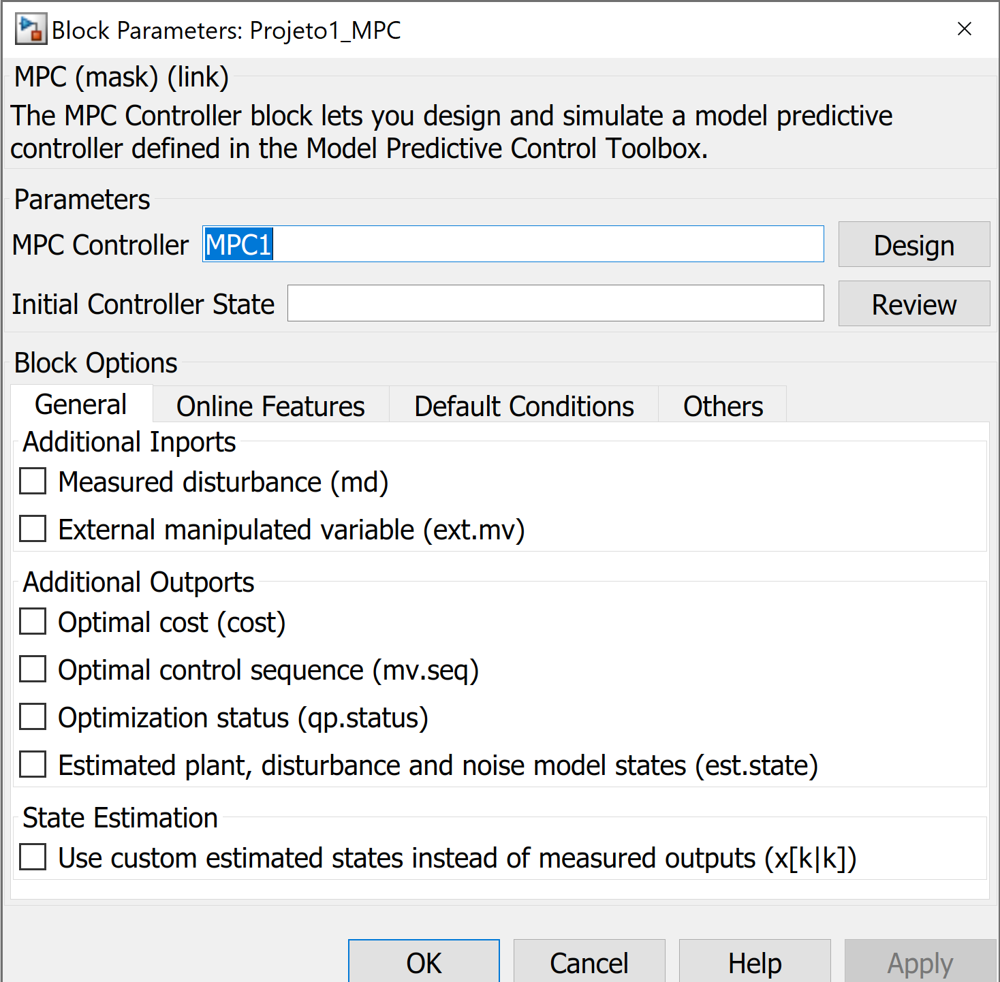 Block Parameters: Projeto1_MPC
MPC (mask) (link)
The MPC Controller block lets you design and simulate a model predictive
controller defined in the Model Predictive Control Toolbox.
Parameters
MPC Controller MPC1 Design
Initial Controller State Review
Block Options
General Online Features Default Conditions Others
Additional Inports
Measured disturbance (md)
External manipulated variable (ext.mv)
Additional Outports
Optimal cost (cost)
Optimal control sequence (mv.seq)
Optimization status (qp.status)
Estimated plant, disturbance and noise model states (est.state)
State Estimation
Use custom estimated states instead of measured outputs (x[k|k])
OK Cancel Help Apply